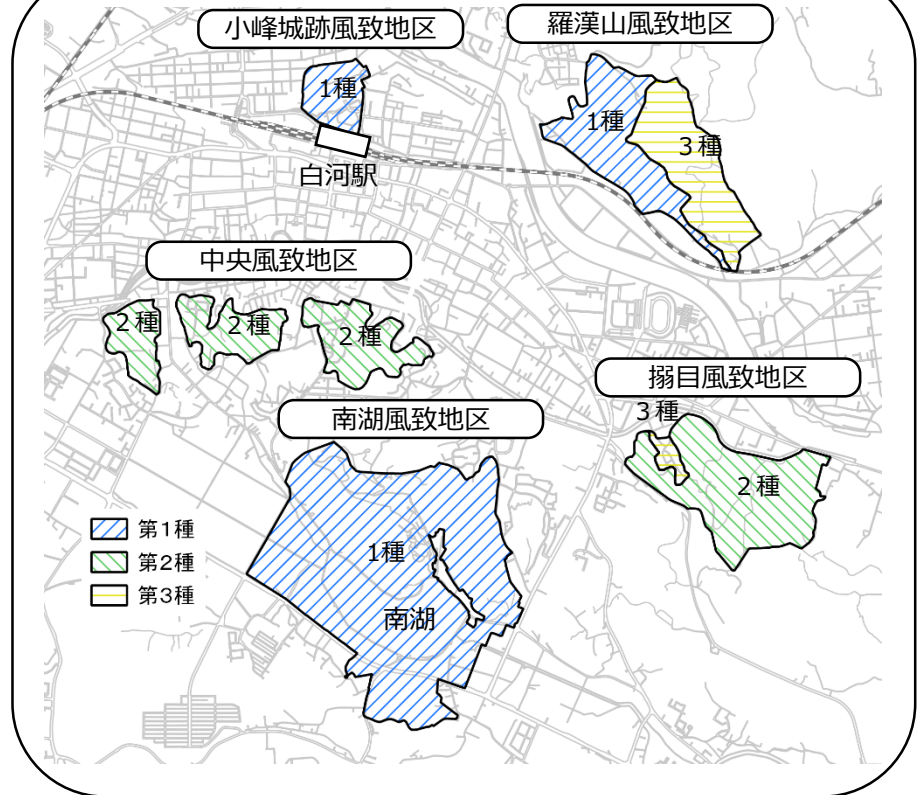 小峰城跡風致地区
羅漢山風致地区
1種
1種
3種
白河駅
中央風致地区
2種
2種
2種
搦目風致地区
南湖風致地区
3種
2種
第1種
第2種
第3種
1種
南湖